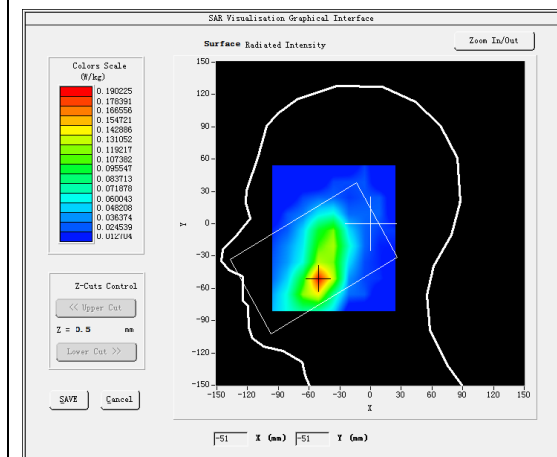 SAR Visualisation Graphical Interface
Surface Radiated Intensity
Zoom In/Out
Colors Scale
(W/kg)
0.190225
0.178391
0.166556
0.154721
0.142886
0.131052
0.119217
0.107382
0.095547
0.083713
0.071878
0.060043
0.048208
0.036374
0.024539
0.012704
150
120
90
60
30
0
-30
-60
-90
-120
-150
Y
-150 -120 -90 -60 -30 0 30 60 90 120 150
X
Z-Cuts Control
<< Upper Cut
Z = 0.5 mm
Lower Cut >>
SAVE Cancel
-51 X (mm) -51 Y (mm)